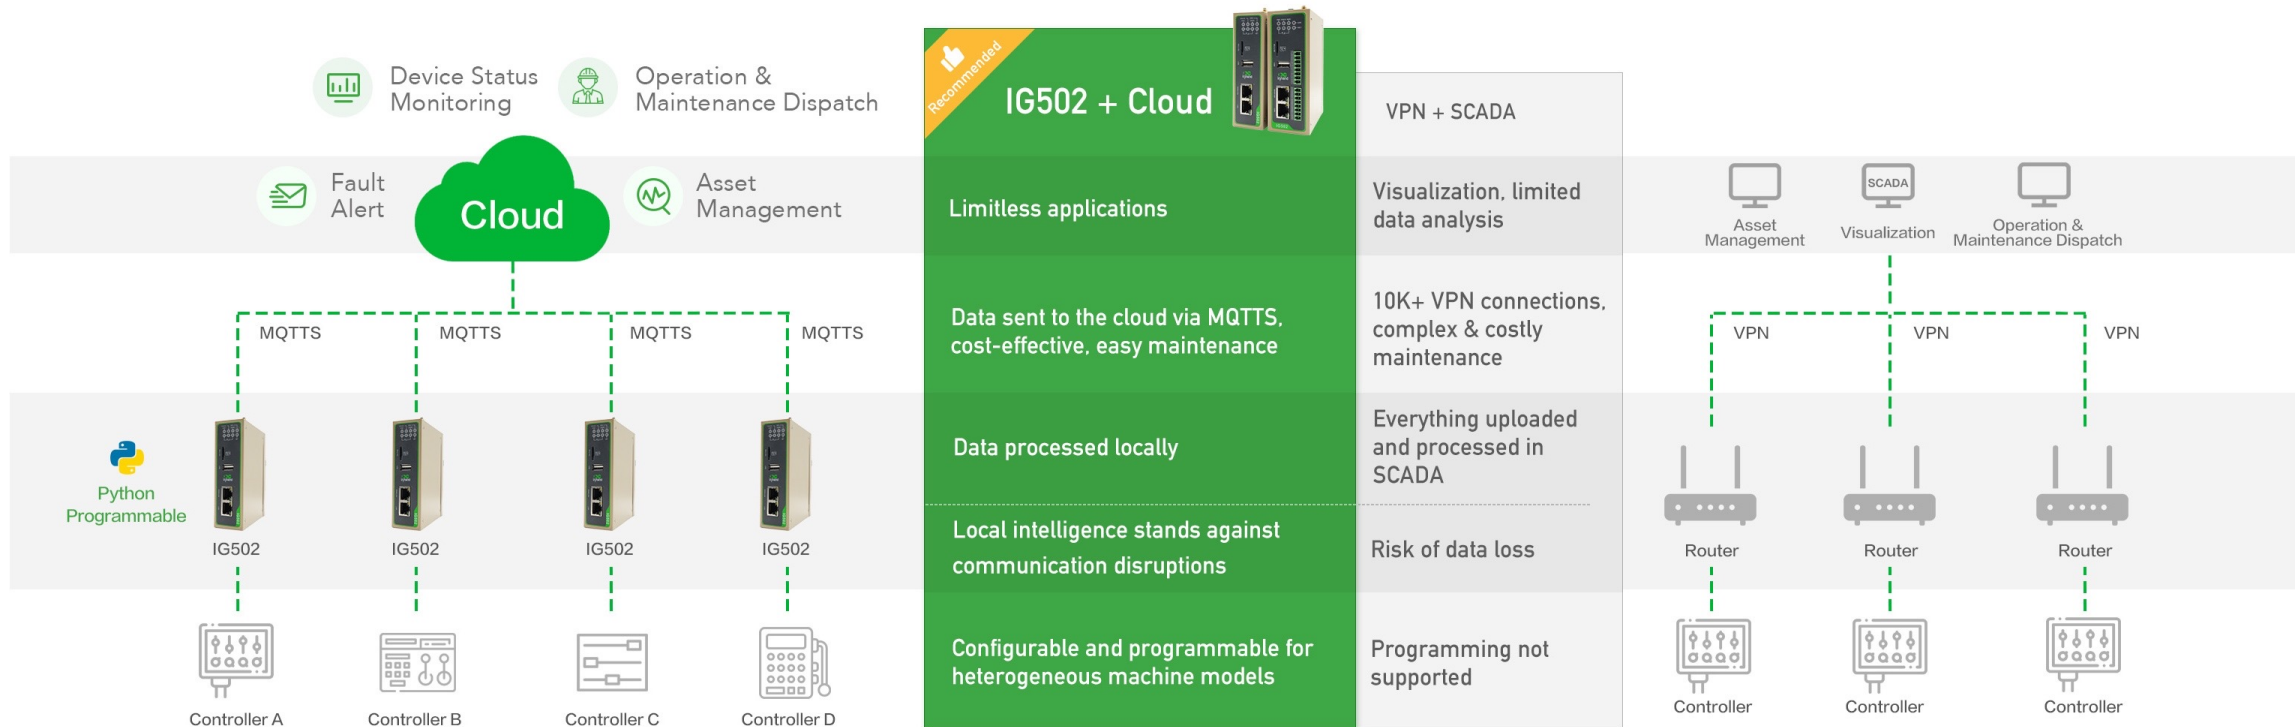 Device Status
Monitoring
Operation &
Maintenance Dispatch
Fault
Alert
Cloud
Asset
Management
MQTTS
MQTTS
MQTTS
MQTTS
Python
Programmable
IG502
IG502
IG502
IG502
Controller A
Controller B
Controller C
Controller D
Recommended
IG502 + Cloud
VPN + SCADA
Limitless applications
Visualization, limited
data analysis
Data sent to the cloud via MQTTS,
cost-effective, easy maintenance
10K+ VPN connections,
complex & costly
maintenance
Data processed locally
Everything uploaded
and processed in
SCADA
Local intelligence stands against
communication disruptions
Risk of data loss
Configurable and programmable for
heterogeneous machine models
Programming not
supported
Asset
Management
SCADA
Visualization
Operation &
Maintenance Dispatch
VPN
VPN
VPN
Router
Router
Router
Controller
Controller
Controller